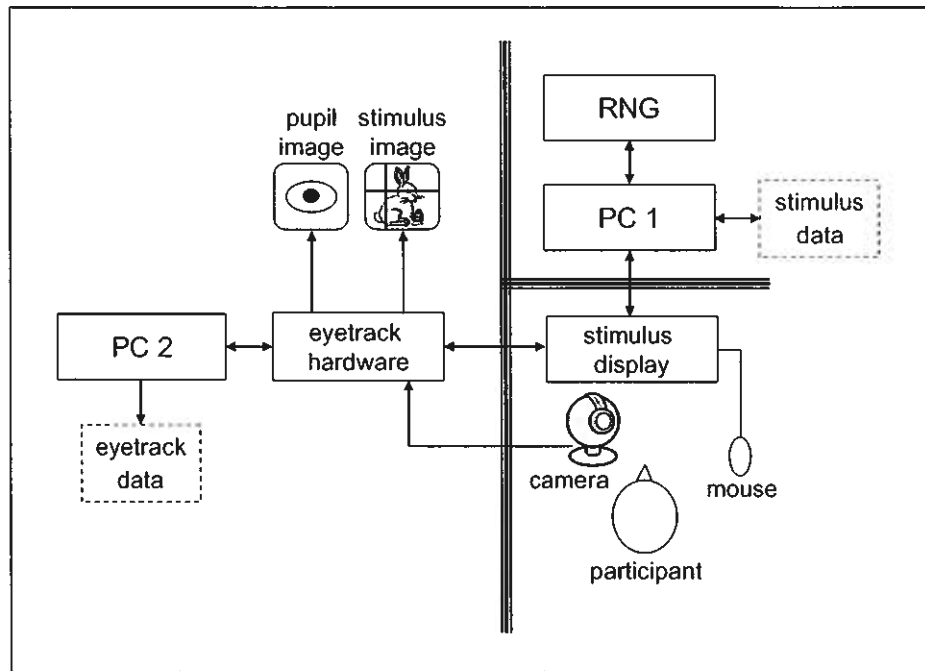 pupil
image
stimulus
image
RNG
PC 1
stimulus
data
PC 2
eyetrack
hardware
stimulus
display
eyetrack
data
camera
mouse
participant